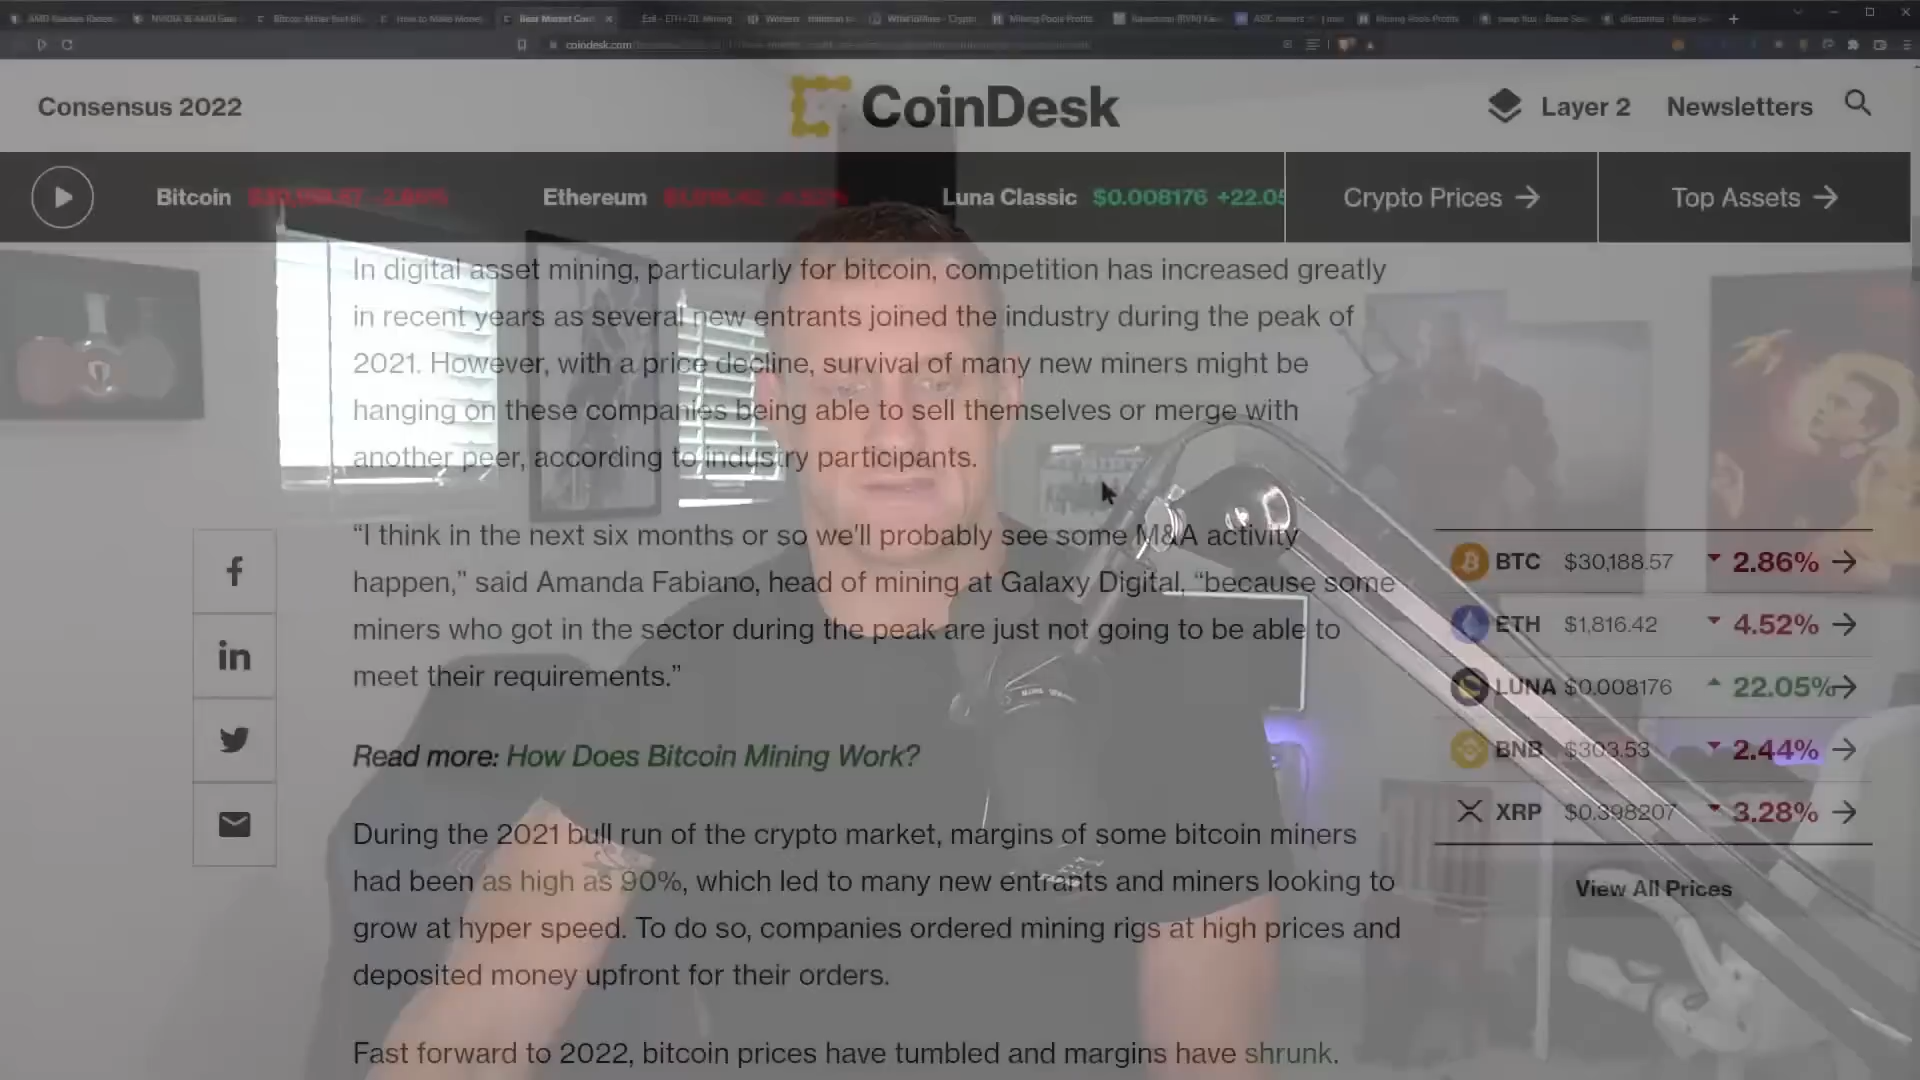 Best Market Con
coindesk.com
Consensus 2022
CoinDesk
Layer 2
Newsletters
Bitcoin
Ethereum
Luna Classic $0.008176 +22.05
Crypto Prices
Top Assets
In digital asset mining, particularly for bitcoin, competition has increased greatly
in recent years as several new entrants joined the industry during the peak of
2021. However, with a price decline, survival of many new miners might be
hanging on these companies being able to sell themselves or merge with
another peer, according to industry participants.
“I think in the next six months or so we’ll probably see some M&A activity
happen,” said Amanda Fabiano, head of mining at Galaxy Digital, “because some
miners who got in the sector during the peak are just not going to be able to
meet their requirements.”
Read more: How Does Bitcoin Mining Work?
During the 2021 bull run of the crypto market, margins of some bitcoin miners
had been as high as 90%, which led to many new entrants and miners looking to
grow at hyper speed. To do so, companies ordered mining rigs at high prices and
deposited money upfront for their orders.
Fast forward to 2022, bitcoin prices have tumbled and margins have shrunk.
BTC $30,188.57 2.86%
ETH $1,816.42 4.52%
LUNA $0.008176 22.05%
BNB $303.53 2.44%
XRP $0.398207 3.28%
View All Prices